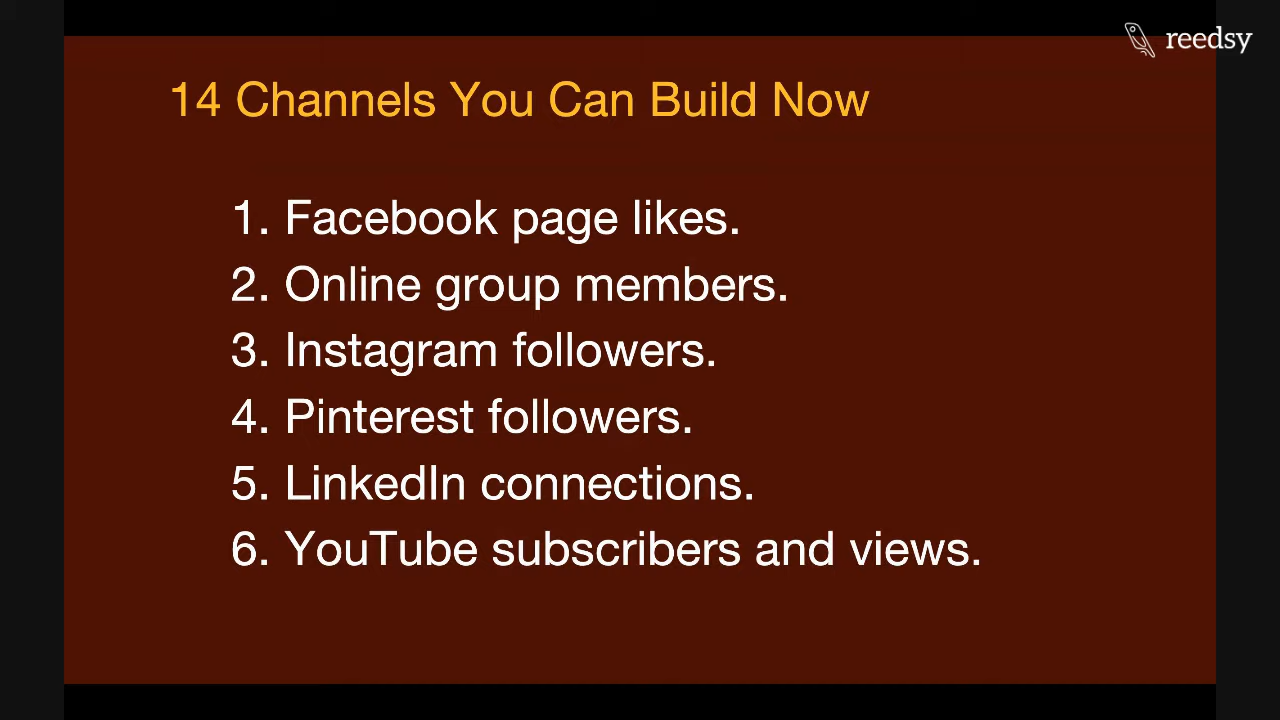 reedsy
14 Channels You Can Build Now
1. Facebook page likes.
2. Online group members.
3. Instagram followers.
4. Pinterest followers.
5. LinkedIn connections.
6. YouTube subscribers and views.